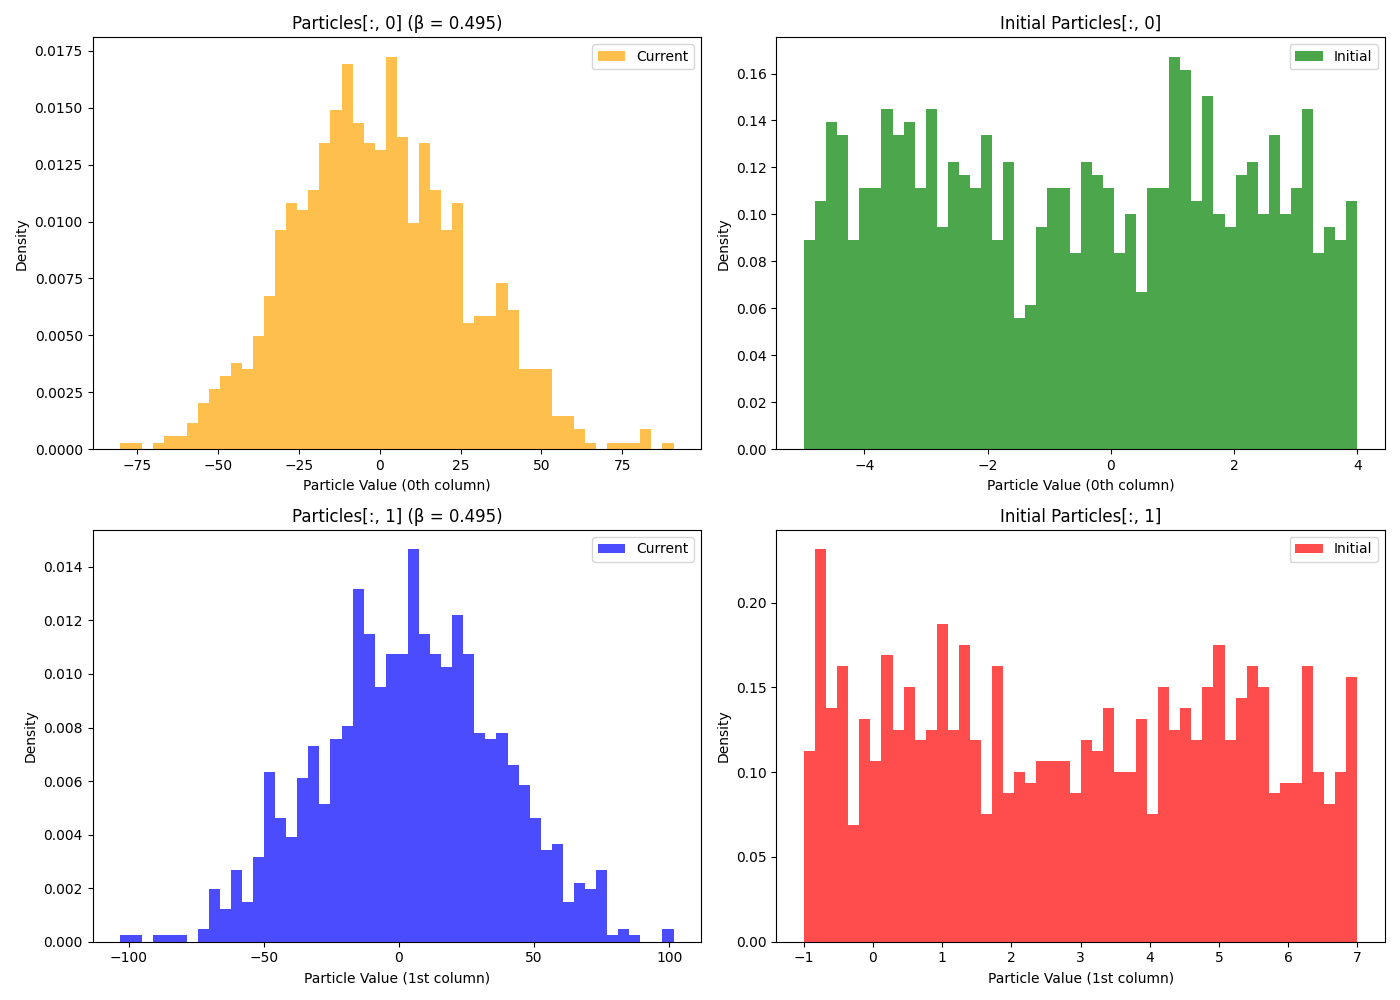 Particles[:, 0] (β = 0.495)
Current
Density
0.0175
0.0150
0.0125
0.0100
0.0075
0.0050
0.0025
0.0000
−75 −50 −25 0 25 50 75
Particle Value (0th column)
Initial Particles[:, 0]
Initial
Density
0.16
0.14
0.12
0.10
0.08
0.06
0.04
0.02
0.00
−4 −2 0 2 4
Particle Value (0th column)
Particles[:, 1] (β = 0.495)
Current
Density
0.014
0.012
0.010
0.008
0.006
0.004
0.002
0.000
−100 −50 0 50 100
Particle Value (1st column)
Initial Particles[:, 1]
Initial
Density
0.20
0.15
0.10
0.05
0.00
−1 0 1 2 3 4 5 6 7
Particle Value (1st column)